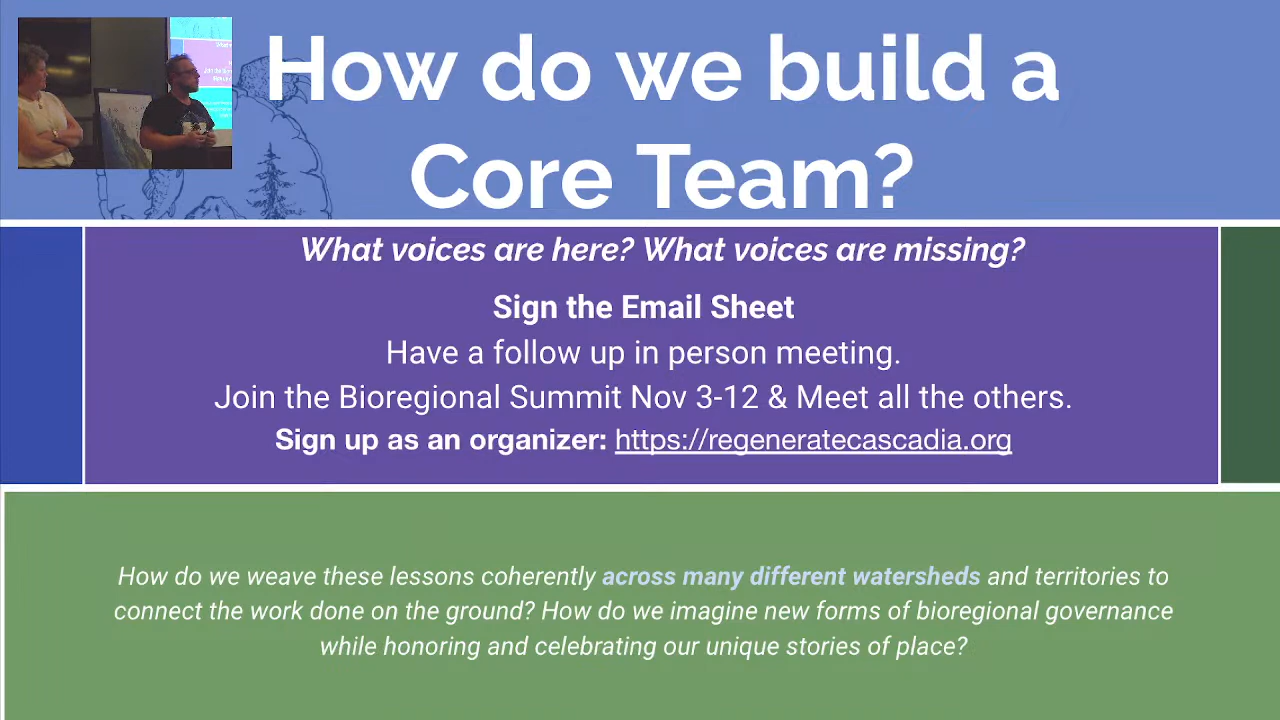 How do we build a
Core Team?
What voices are here? What voices are missing?
Sign the Email Sheet
Have a follow up in person meeting.
Join the Bioregional Summit Nov 3-12 & Meet all the others.
Sign up as an organizer: https://regeneratecascadia.org
How do we weave these lessons coherently across many different watersheds and territories to
connect the work done on the ground? How do we imagine new forms of bioregional governance
while honoring and celebrating our unique stories of place?